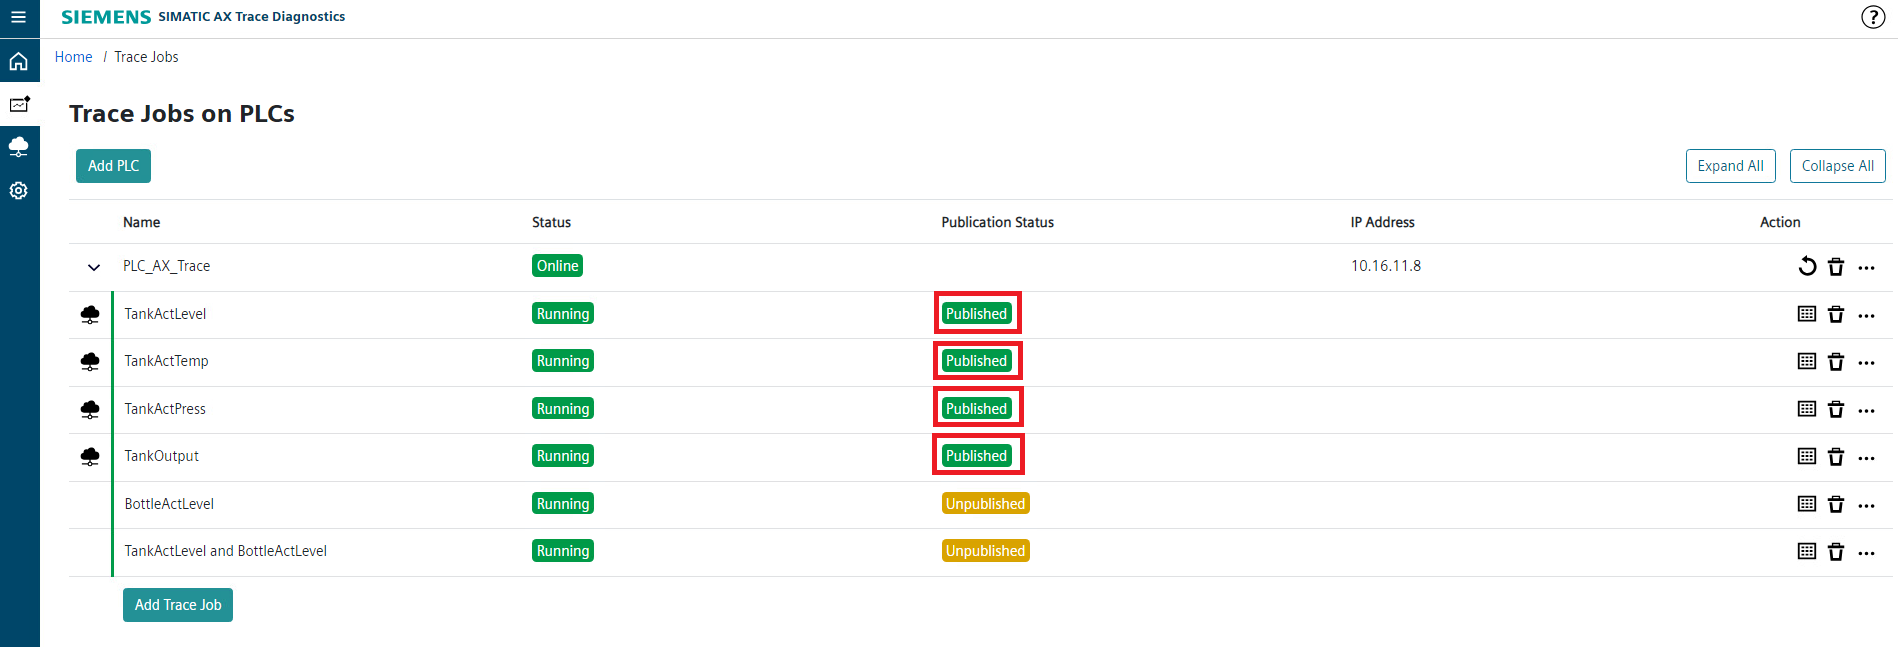 SIEMENS SIMATIC AX Trace Diagnostics ?
Home / Trace Jobs
Trace Jobs on PLCs
Add PLC Expand All Collapse All
Name Status Publication Status IP Address Action
PLC_AX_Trace Online 10.16.11.8
TankActLevel Running Published
TankActTemp Running Published
TankActPress Running Published
TankOutput Running Published
BottleActLevel Running Unpublished
TankActLevel and BottleActLevel Running Unpublished
Add Trace Job